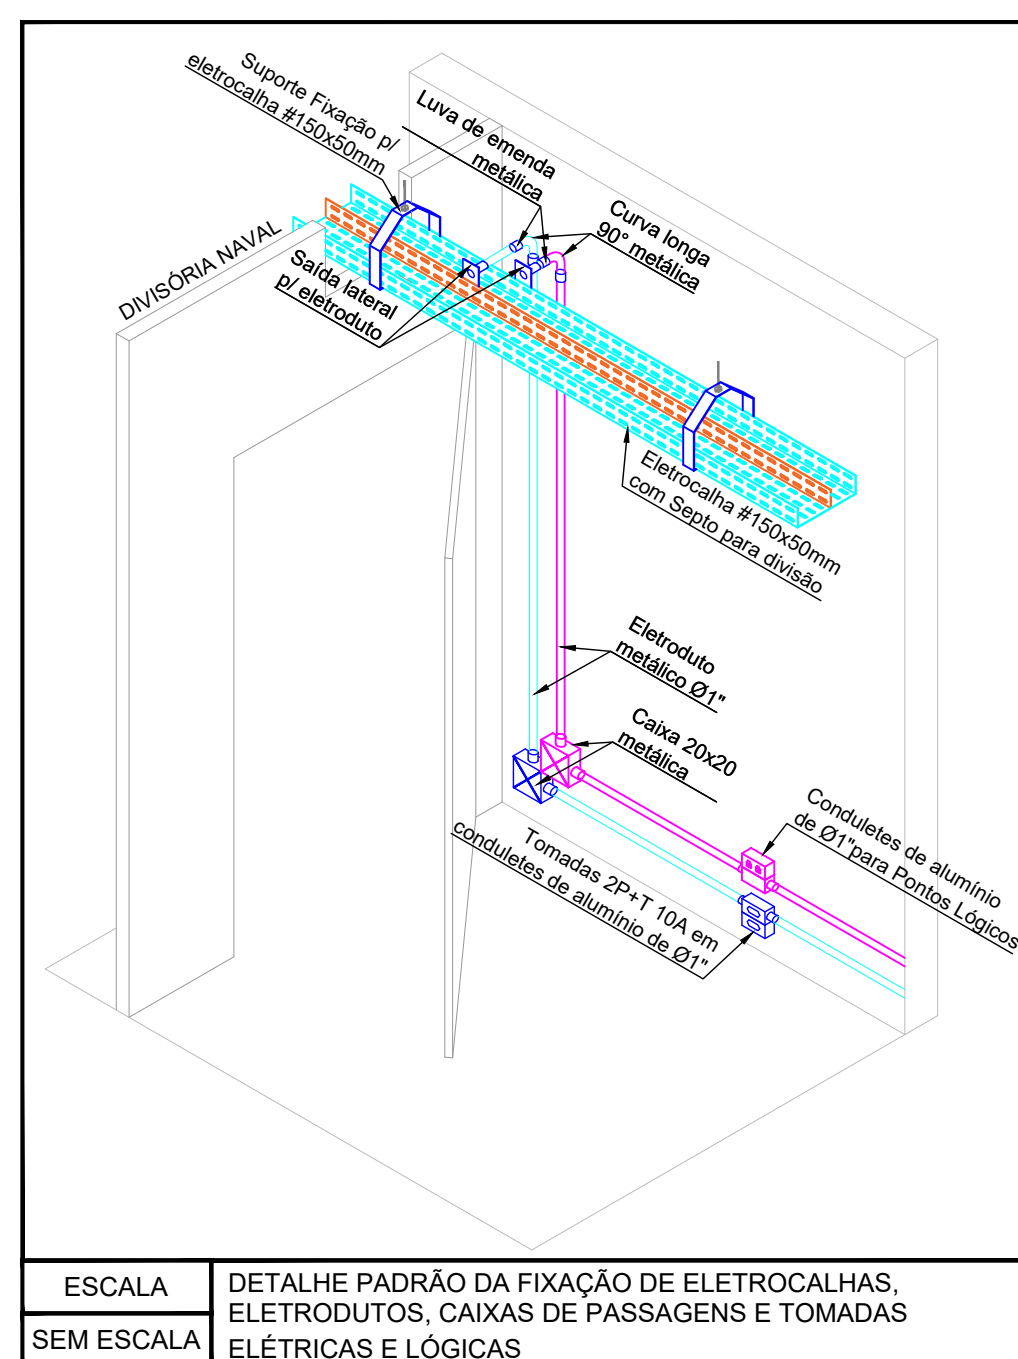 Suporte Fixação p/
eletrocalha #150x50mm
Luva de emenda
metálica
Curva longa
90° metálica
DIVISÓRIA NAVAL
Saída lateral
p/ eletroduto
Eletrocalha #150x50mm
com Septo para divisão
Eletroduto
metálico Ø1"
Caixa 20x20
metálica
Conduletes de alumínio
de Ø1"para Pontos Lógicos
Tomadas 2P+T 10A em
conduletes de alumínio de Ø1"
ESCALA
SEM ESCALA
DETALHE PADRÃO DA FIXAÇÃO DE ELETROCALHAS,
ELETRODUTOS, CAIXAS DE PASSAGENS E TOMADAS
ELÉTRICAS E LÓGICAS